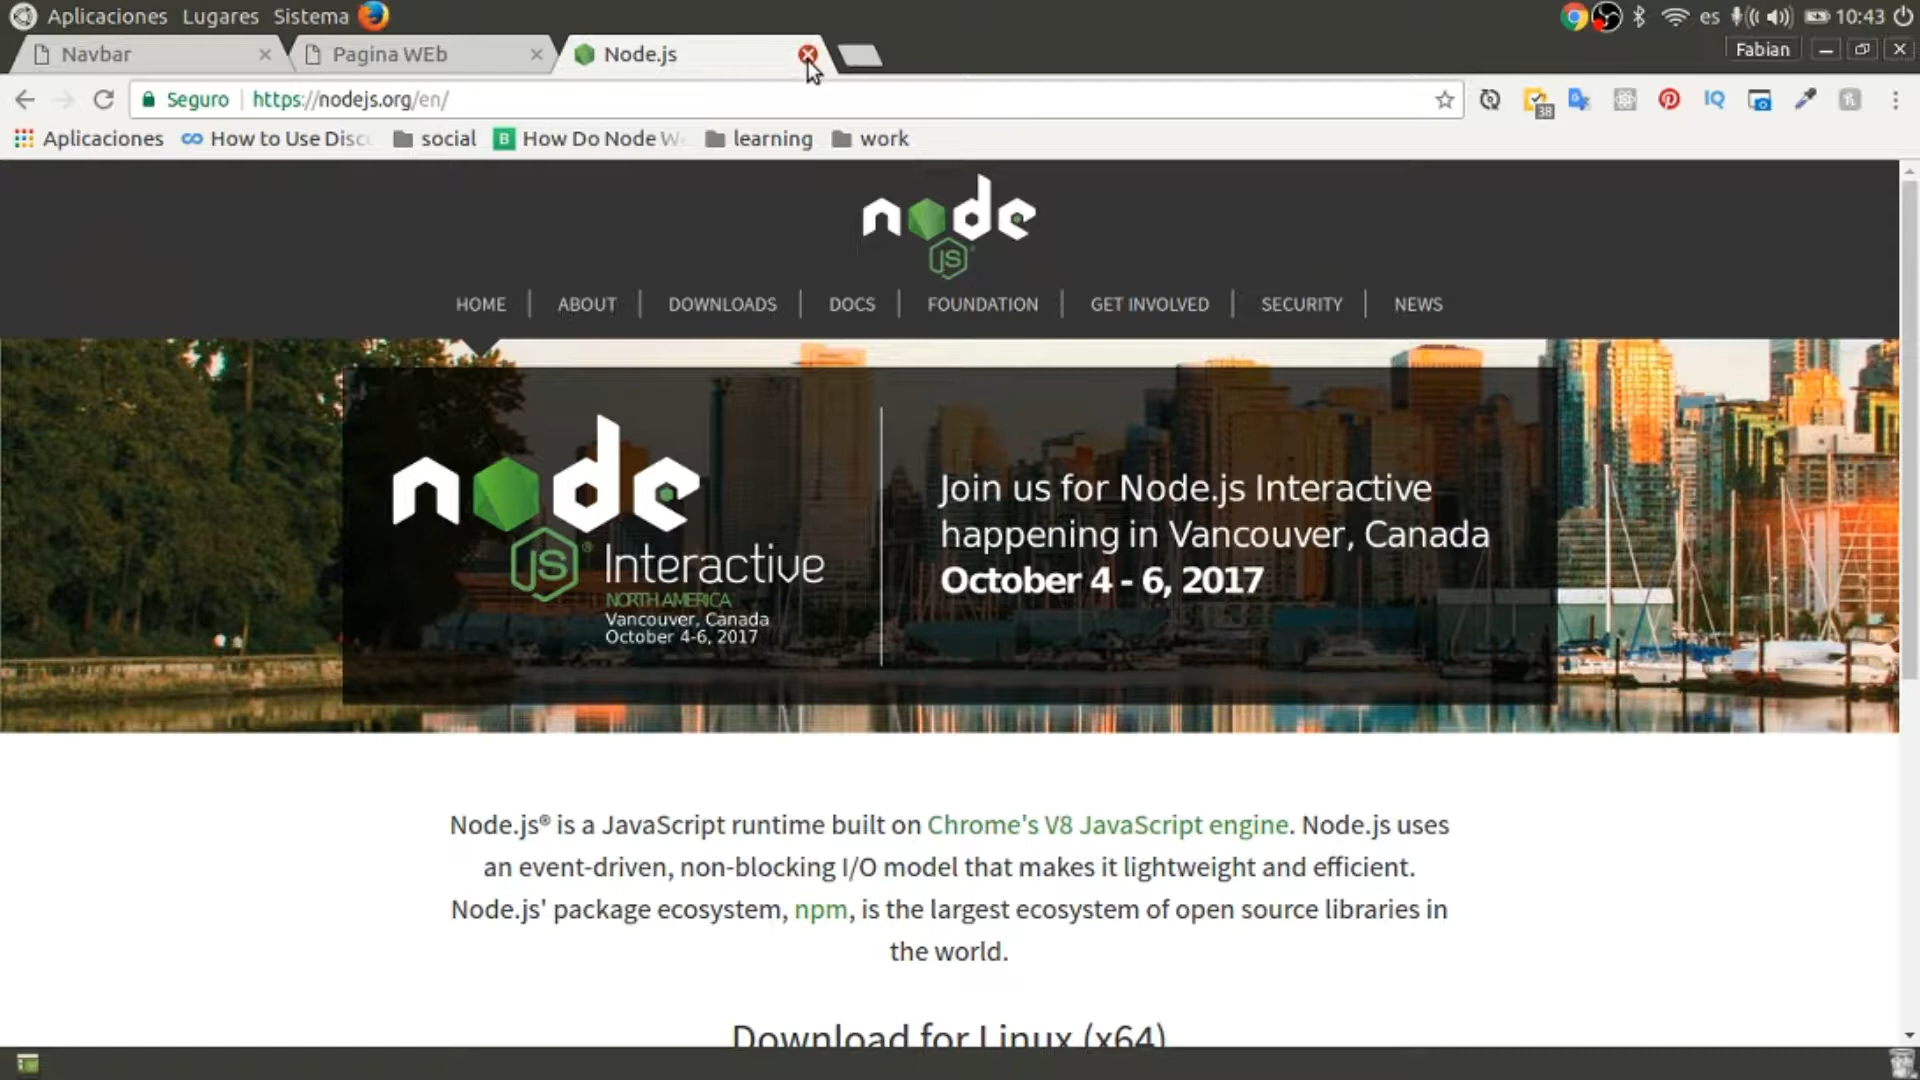 Aplicaciones Lugares Sistema
es 10:43
Navbar
Pagina WEb
Node.js
Fabian
Seguro https://nodejs.org/en/
38
IQ
Aplicaciones
How to Use Disc
social
B
How Do Node W
learning
work
node
JS
HOME
ABOUT
DOWNLOADS
DOCS
FOUNDATION
GET INVOLVED
SECURITY
NEWS
node
JS® Interactive
NORTH AMERICA
Vancouver, Canada
October 4-6, 2017
Join us for Node.js Interactive
happening in Vancouver, Canada
October 4 - 6, 2017
Node.js® is a JavaScript runtime built on Chrome's V8 JavaScript engine. Node.js uses
an event-driven, non-blocking I/O model that makes it lightweight and efficient.
Node.js' package ecosystem, npm, is the largest ecosystem of open source libraries in
the world.
Download for Linux (x64)